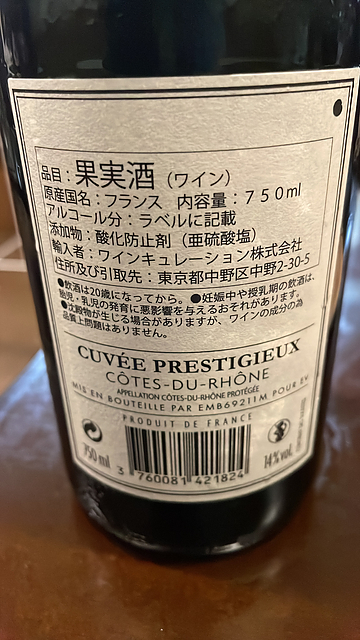 品目：果実酒（ワイン）
原産国名：フランス　内容量：７５０ml
アルコール分：ラベルに記載
添加物：酸化防止剤（亜硫酸塩）
輸入者：ワインキュレーション株式会社
住所及び引取先：東京都中野区中野2-30-5
●飲酒は20歳になってから。●妊娠中や授乳期の飲酒は、
胎児・乳児の発育に悪影響を与えるおそれがあります。
●沈殿物が生じる場合がありますが、ワインの成分の為
品質上問題はありません。
CUVÉE PRESTIGIEUX
CÔTES-DU-RHÔNE
APPELLATION CÔTES-DU-RHÔNE PROTÉGÉE
MIS EN BOUTEILLE PAR EMB69211M POUR EV
PRODUIT DE FRANCE
750 ml
14% vol.
3 760081 421824